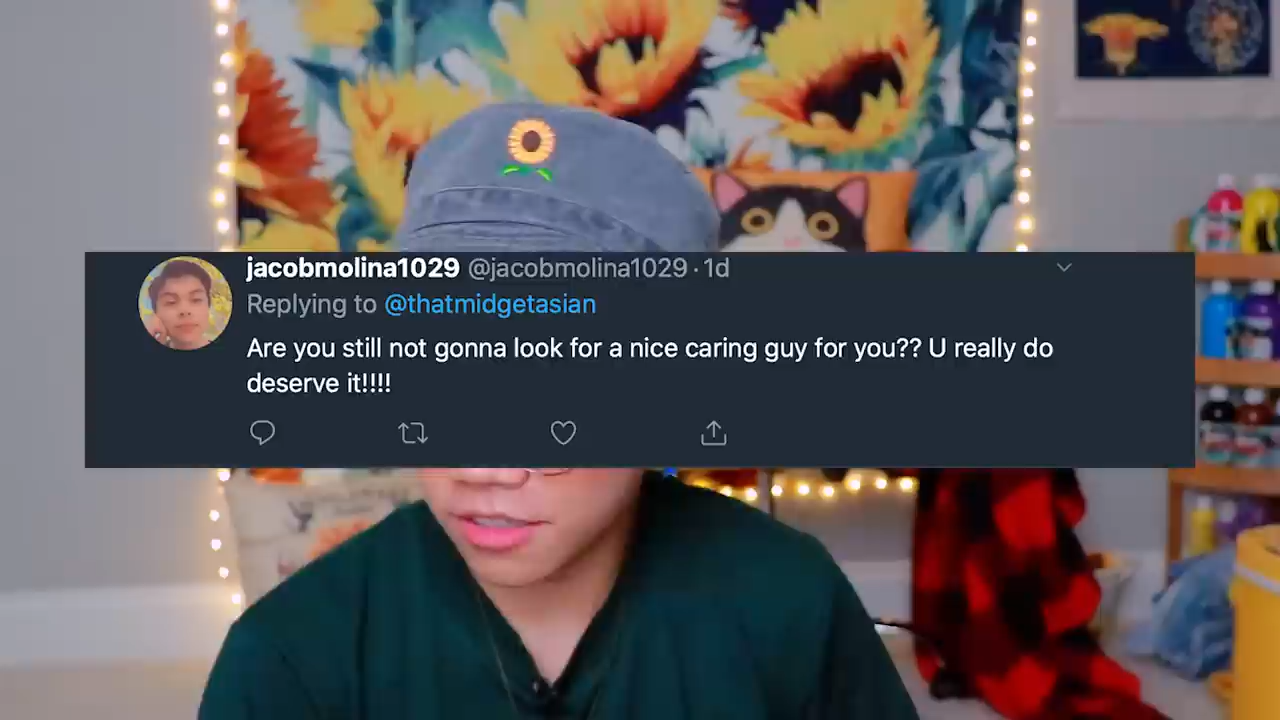 jacobmolina1029 @jacobmolina1029 · 1d
Replying to @thatmidgetasian
Are you still not gonna look for a nice caring guy for you?? U really do
deserve it!!!!